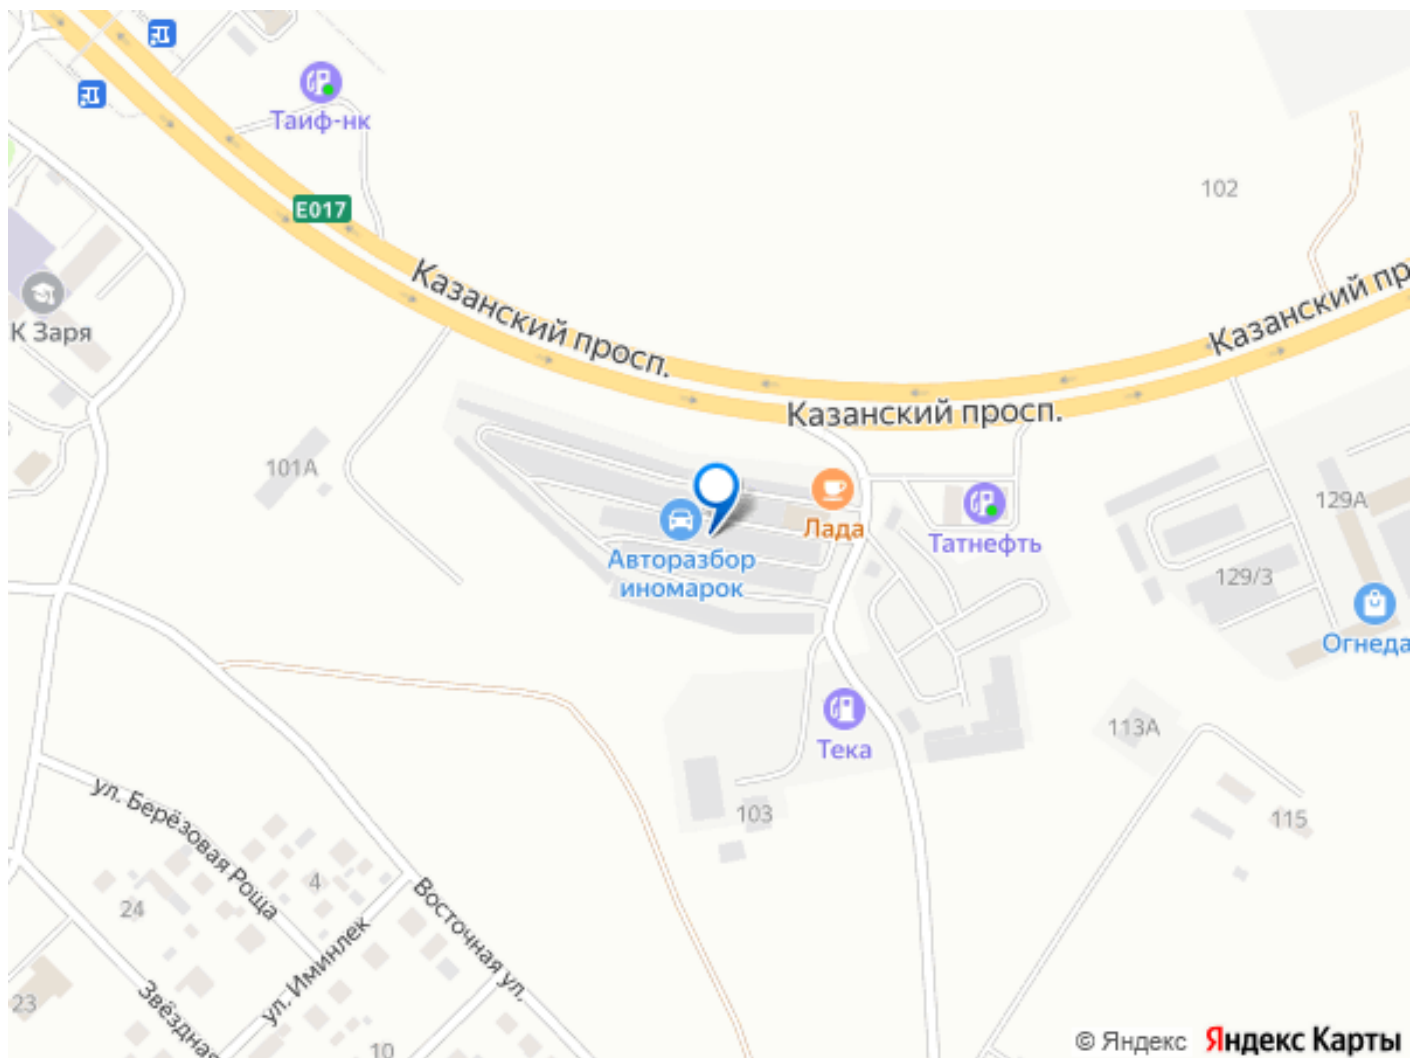 Таиф-нк
102
E017
Казанский просп.
Казанский пр
К Заря
Казанский просп.
101А
129А
Лада
Татнефть
Авторазбор
иномарок
129/3
Огнеда
Тека
113А
103
115
ул. Берёзовая Роща
4
24
Восточная ул.
ул. Иминлек
Звёздная
23
10
© Яндекс Яндекс Карты